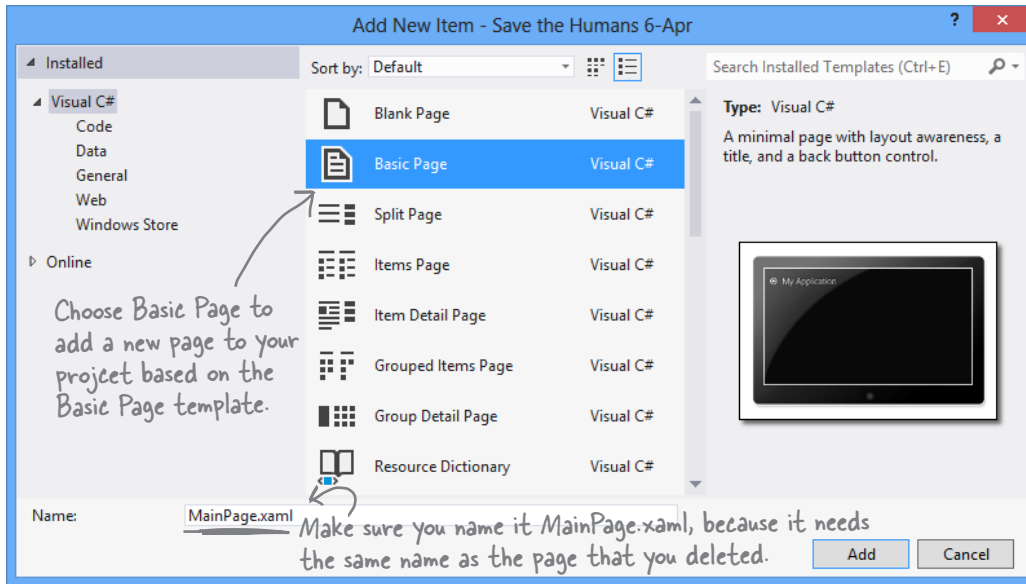 Add New Item - Save the Humans 6-Apr
?
Installed
Sort by: Default
Search Installed Templates (Ctrl+E)
Visual C#
Code
Data
General
Web
Windows Store
Online
Blank Page Visual C#
Basic Page Visual C#
Split Page Visual C#
Items Page Visual C#
Item Detail Page Visual C#
Grouped Items Page Visual C#
Group Detail Page Visual C#
Resource Dictionary Visual C#
Type: Visual C#
A minimal page with layout awareness, a
title, and a back button control.
My Application
Choose Basic Page to
add a new page to your
projcet based on the
Basic Page template.
Name: MainPage.xaml
Make sure you name it MainPage.xaml, because it needs
the same name as the page that you deleted.
Add
Cancel